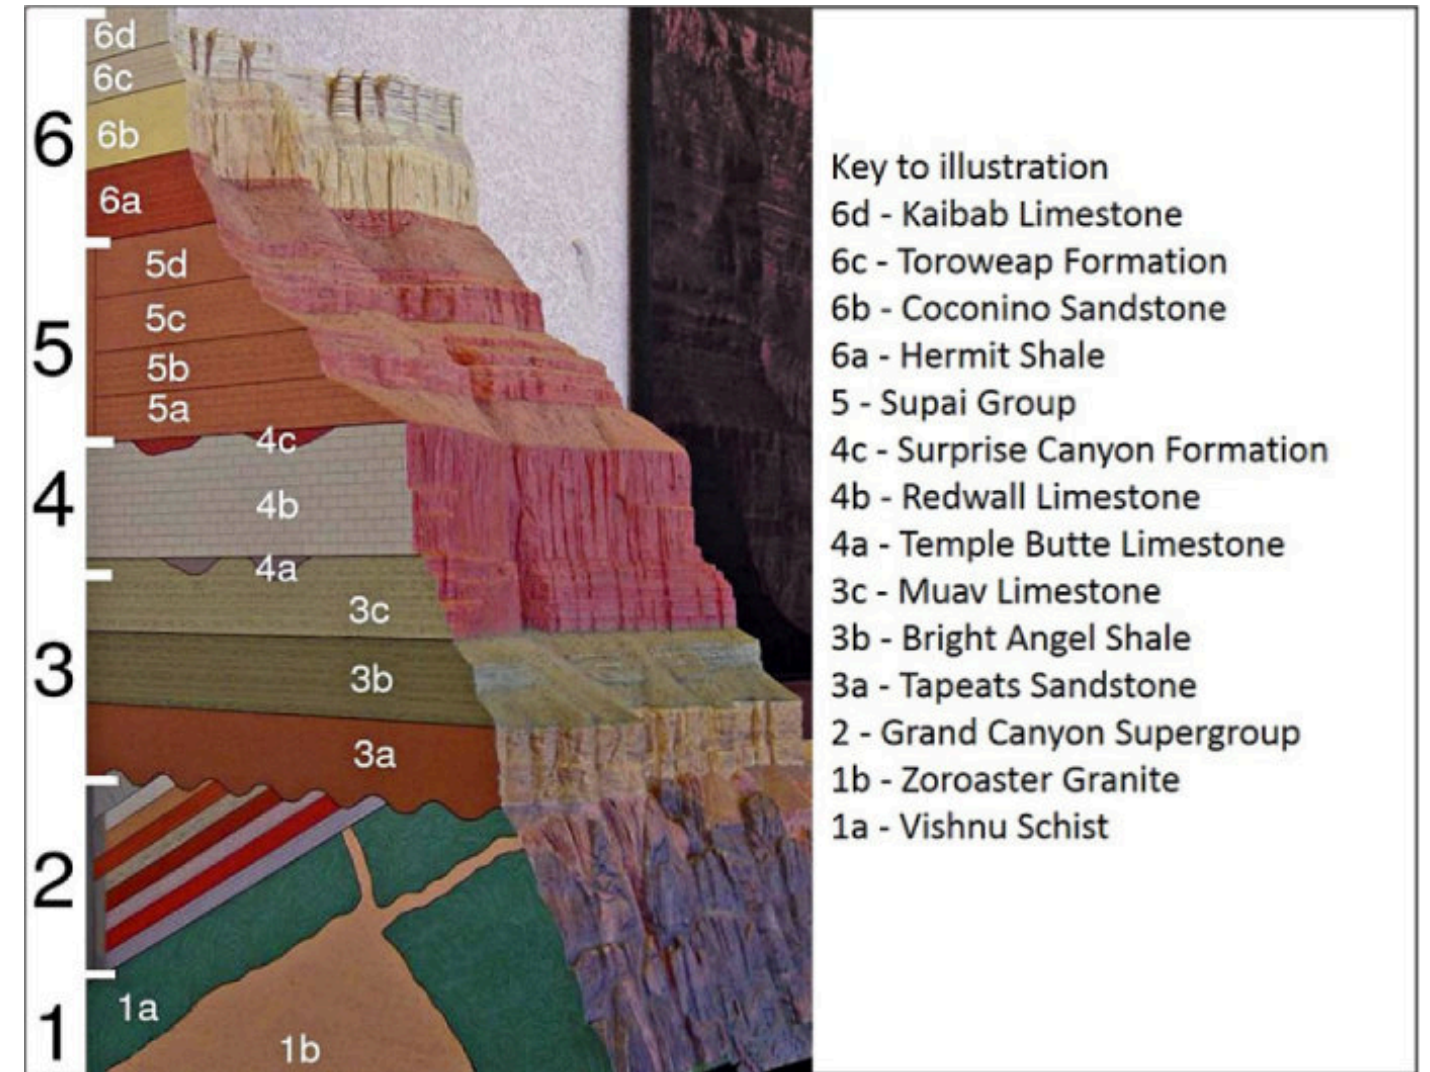 6d
6c
6
6b
6a
5d
5c
5
5b
5a
4c
4
4b
4a
3c
3
3b
3a
2
1a
1
1b
Key to illustration
6d - Kaibab Limestone
6c - Toroweap Formation
6b - Coconino Sandstone
6a - Hermit Shale
5 - Supai Group
4c - Surprise Canyon Formation
4b - Redwall Limestone
4a - Temple Butte Limestone
3c - Muav Limestone
3b - Bright Angel Shale
3a - Tapeats Sandstone
2 - Grand Canyon Supergroup
1b - Zoroaster Granite
1a - Vishnu Schist